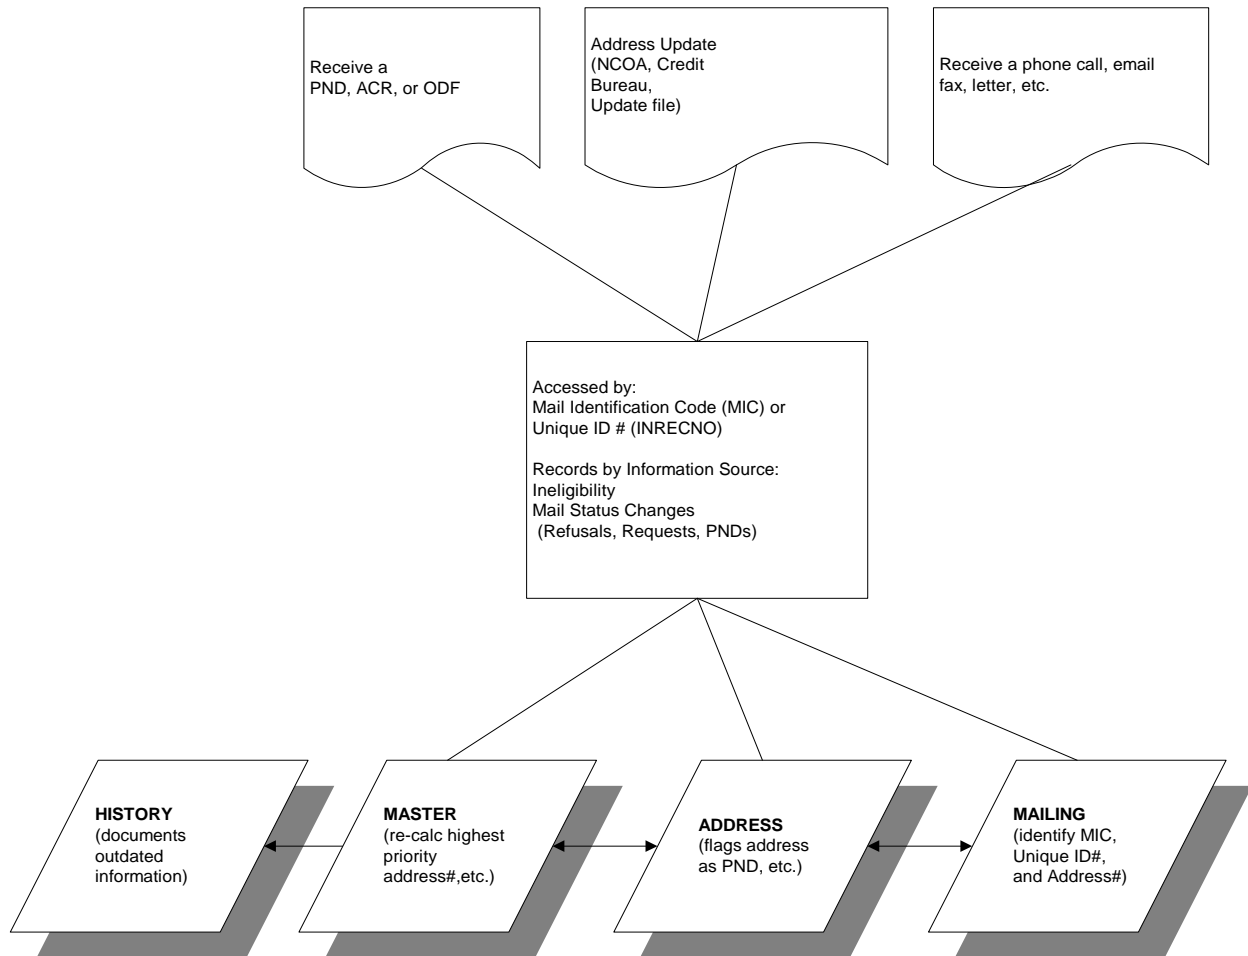 Receive a
PND, ACR, or ODF
Address Update
(NCOA, Credit
Bureau,
Update file)
Receive a phone call, email
fax, letter, etc.
Accessed by:
Mail Identification Code (MIC) or
Unique ID # (INRECNO)
Records by Information Source:
Ineligibility
Mail Status Changes
(Refusals, Requests, PNDs)
HISTORY
(documents
outdated
information)
MASTER
(re-calc highest
priority
address#,etc.)
ADDRESS
(flags address
as PND, etc.)
MAILING
(identify MIC,
Unique ID#,
and Address#)